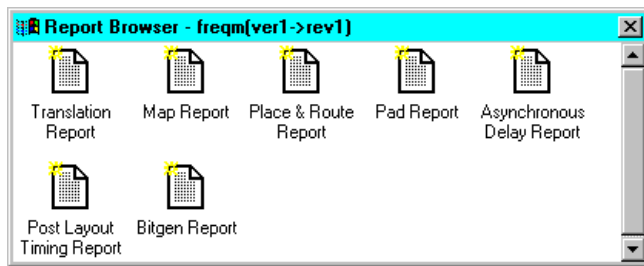 Report Browser - freqm(ver1->rev1)
Translation Report
Map Report
Place & Route Report
Pad Report
Asynchronous Delay Report
Post Layout Timing Report
Bitgen Report